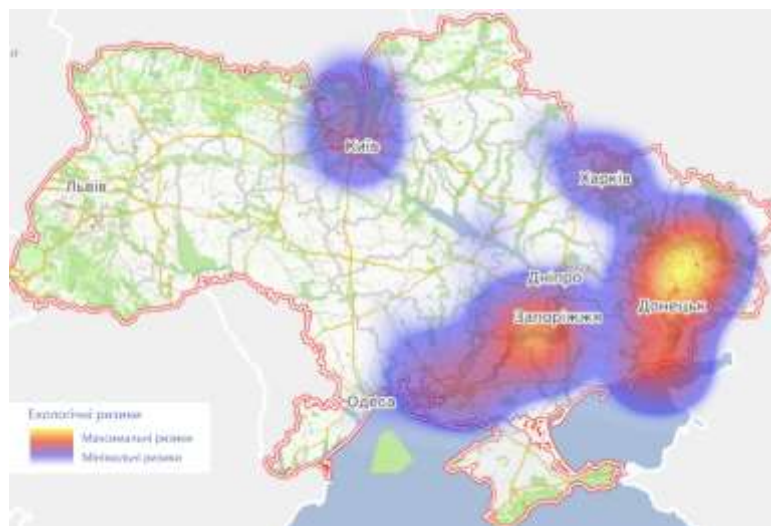 Київ
Харків
Львів
Дніпро
Запоріжжя
Донецьк
Одеса
Екологічні ризики
Максимальні ризики
Мінімальні ризики